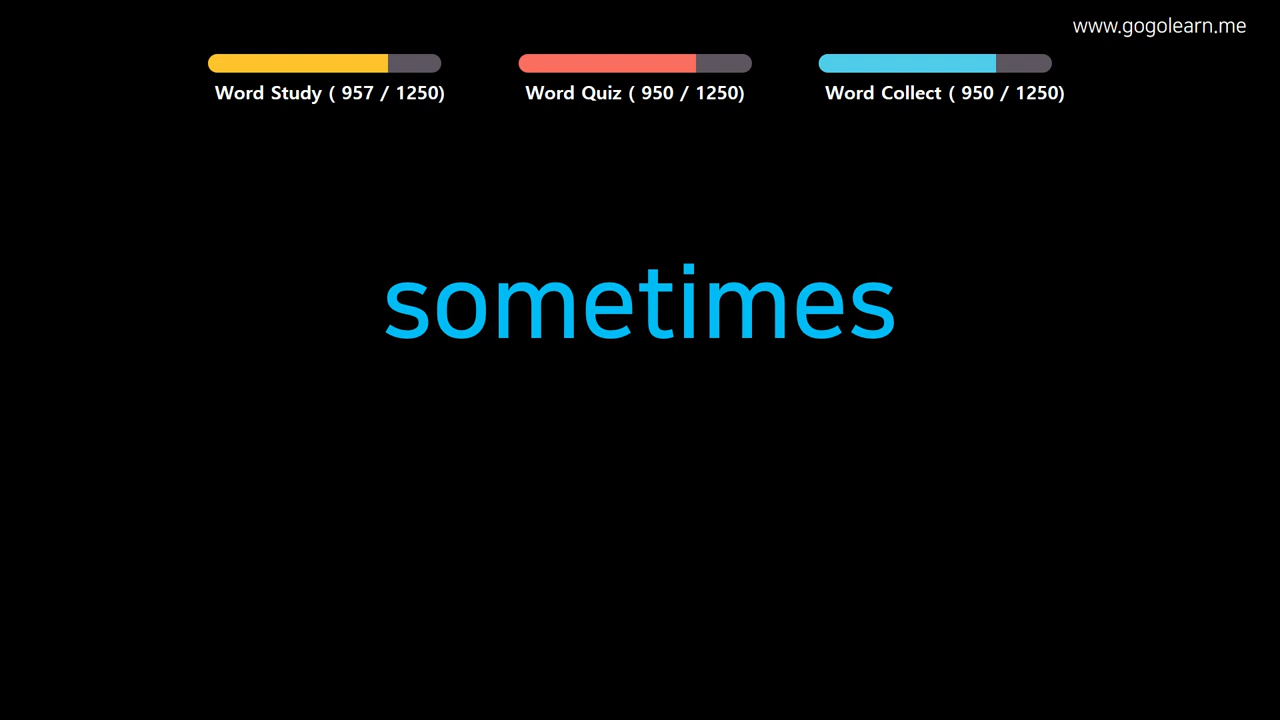 www.gogolearn.me
Word Study ( 957 / 1250)
Word Quiz ( 950 / 1250)
Word Collect ( 950 / 1250)
sometimes